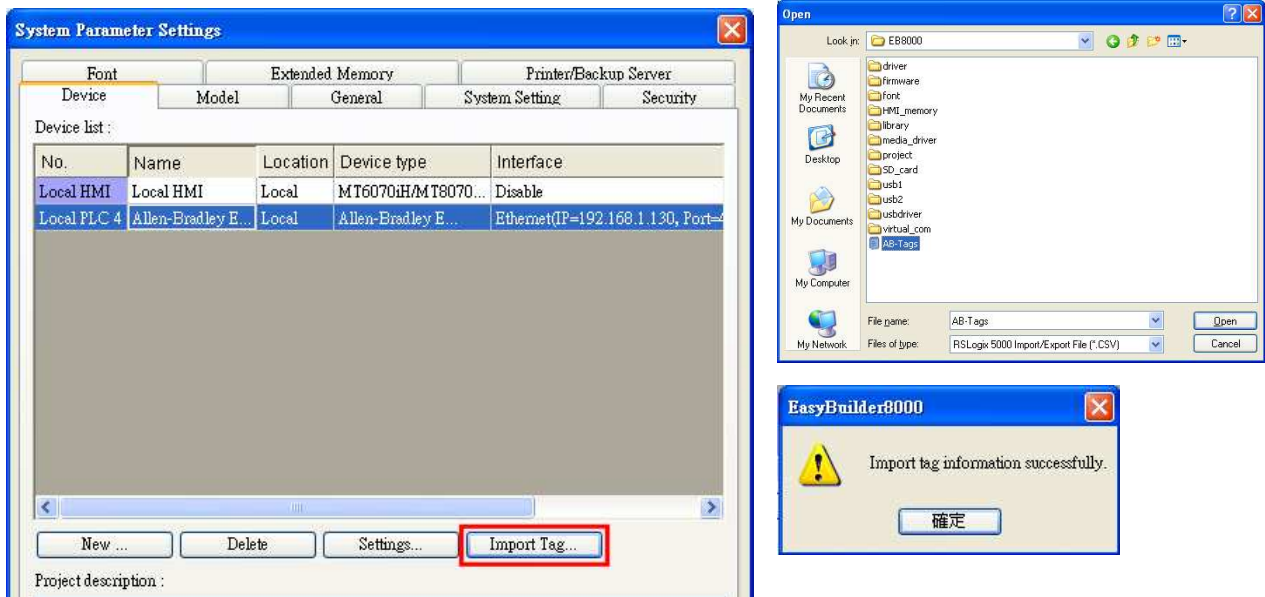 System Parameter Settings
Font Extended Memory Printer/Backup Server
Device Model General System Setting Security
Device list :
No. Name Location Device type Interface
Local HMI Local HMI Local MT6070iH/MT8070... Disable
Local PLC 4 Allen-Bradley E... Local Allen-Bradley E... Ethernet(IP=192.168.1.130, Port=
New ... Delete Settings... Import Tag...
Project description :
Open
Look in: EB8000
My Recent Documents
Desktop
My Documents
My Computer
My Network
driver
firmware
font
HMI_memory
library
media_driver
project
SD_card
usb1
usb2
usbdriver
virtual_com
AB-Tags
File name: AB-Tags Open
Files of type: RSLogix 5000 Import/Export File (*.CSV) Cancel
EasyBuilder8000
Import tag information successfully.
確定